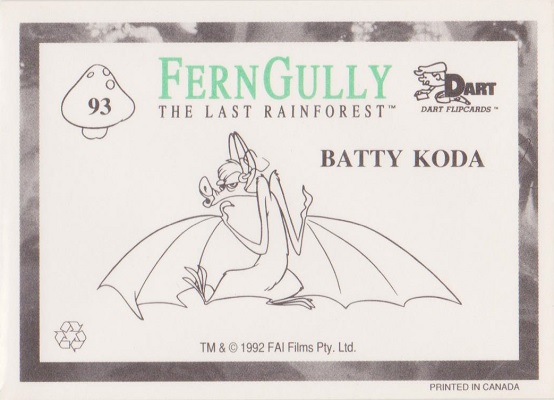 93
FERNGULLY
THE LAST RAINFOREST™
DART
DART FLIPCARDS™
BATTY KODA
TM & © 1992 FAI Films Pty. Ltd.
PRINTED IN CANADA